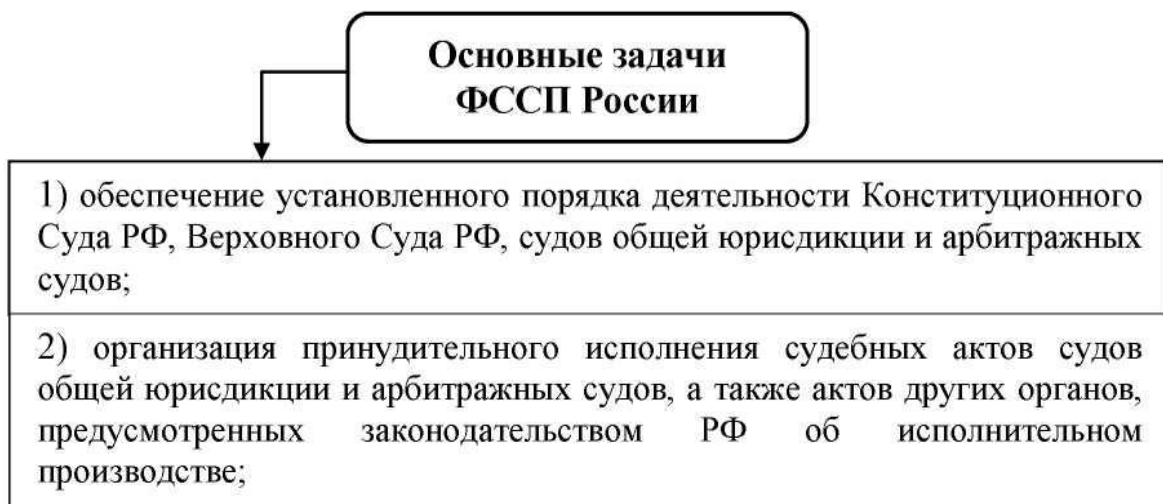 Основные задачи
ФССП России
1) обеспечение установленного порядка деятельности Конституционного
Суда РФ, Верховного Суда РФ, судов общей юрисдикции и арбитражных
судов;
2) организация принудительного исполнения судебных актов судов
общей юрисдикции и арбитражных судов, а также актов других органов,
предусмотренных законодательством РФ об исполнительном
производстве;